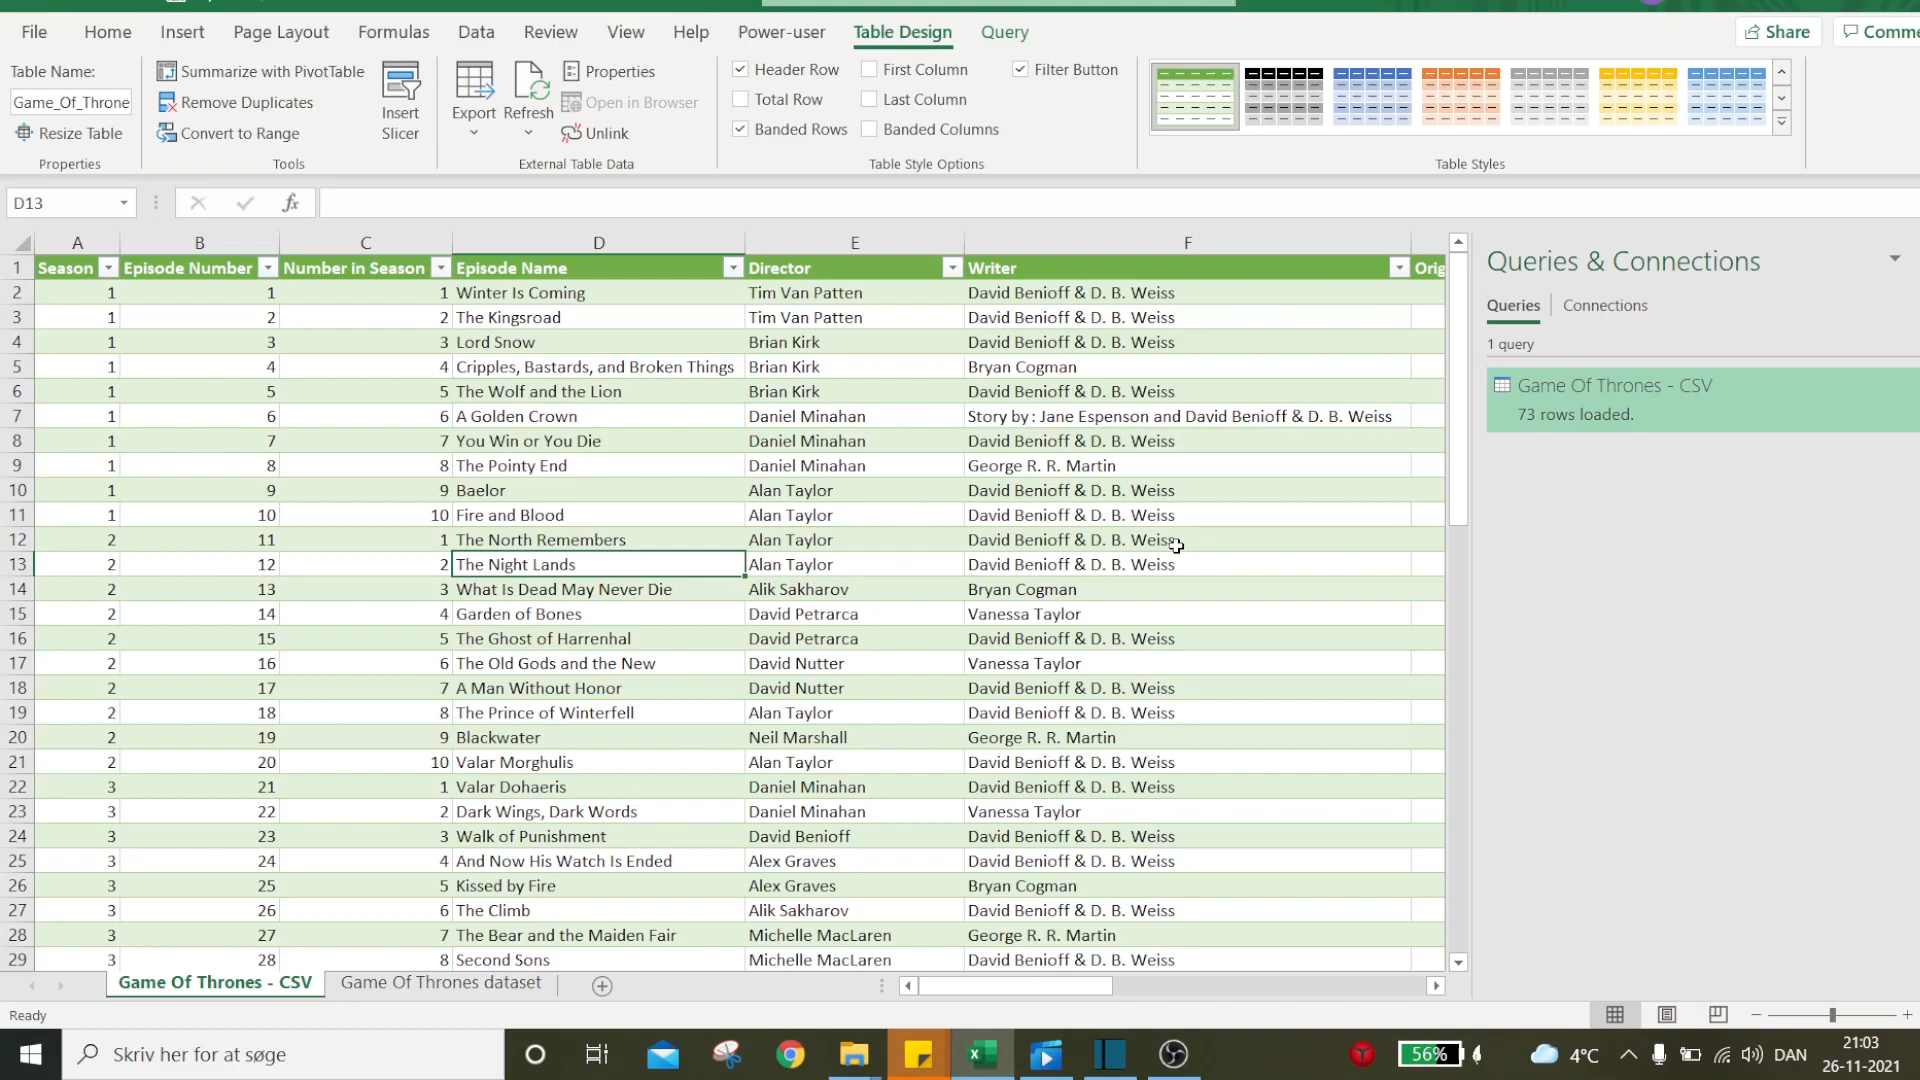 File Home Insert Page Layout Formulas Data Review View Help Power-user Table Design Query Share
Table Name: Summarize with PivotTable Properties Header Row First Column Filter Button
Game_Of_Throne Remove Duplicates Insert Slicer Export Refresh Open in Browser Total Row Last Column
Resize Table Convert to Range Unlink Banded Rows Banded Columns
Properties Tools External Table Data Table Style Options Table Styles
D13 fx
A B C D E F
1 Season Episode Number Number in Season Episode Name Director Writer Orig
2 1 1 1 Winter Is Coming Tim Van Patten David Benioff & D. B. Weiss
3 1 2 2 The Kingsroad Tim Van Patten David Benioff & D. B. Weiss
4 1 3 3 Lord Snow Brian Kirk David Benioff & D. B. Weiss
5 1 4 4 Cripples, Bastards, and Broken Things Brian Kirk Bryan Cogman
6 1 5 5 The Wolf and the Lion Brian Kirk David Benioff & D. B. Weiss
7 1 6 6 A Golden Crown Daniel Minahan Story by : Jane Espenson and David Benioff & D. B. Weiss
8 1 7 7 You Win or You Die Daniel Minahan David Benioff & D. B. Weiss
9 1 8 8 The Pointy End Daniel Minahan George R. R. Martin
10 1 9 9 Baelor Alan Taylor David Benioff & D. B. Weiss
11 1 10 10 Fire and Blood Alan Taylor David Benioff & D. B. Weiss
12 2 11 1 The North Remembers Alan Taylor David Benioff & D. B. Weiss
13 2 12 2 The Night Lands Alan Taylor David Benioff & D. B. Weiss
14 2 13 3 What Is Dead May Never Die Alik Sakharov Bryan Cogman
15 2 14 4 Garden of Bones David Petrarca Vanessa Taylor
16 2 15 5 The Ghost of Harrenhal David Petrarca David Benioff & D. B. Weiss
17 2 16 6 The Old Gods and the New David Nutter Vanessa Taylor
18 2 17 7 A Man Without Honor David Nutter David Benioff & D. B. Weiss
19 2 18 8 The Prince of Winterfell Alan Taylor David Benioff & D. B. Weiss
20 2 19 9 Blackwater Neil Marshall George R. R. Martin
21 2 20 10 Valar Morghulis Alan Taylor David Benioff & D. B. Weiss
22 3 21 1 Valar Dohaeris Daniel Minahan David Benioff & D. B. Weiss
23 3 22 2 Dark Wings, Dark Words Daniel Minahan Vanessa Taylor
24 3 23 3 Walk of Punishment David Benioff David Benioff & D. B. Weiss
25 3 24 4 And Now His Watch Is Ended Alex Graves David Benioff & D. B. Weiss
26 3 25 5 Kissed by Fire Alex Graves Bryan Cogman
27 3 26 6 The Climb Alik Sakharov David Benioff & D. B. Weiss
28 3 27 7 The Bear and the Maiden Fair Michelle MacLaren George R. R. Martin
29 3 28 8 Second Sons Michelle MacLaren David Benioff & D. B. Weiss
Queries & Connections
Queries Connections
1 query
Game Of Thrones - CSV
73 rows loaded.
Game Of Thrones - CSV Game Of Thrones dataset
Ready
Skriv her for at søge 56% 4°C DAN 21:03
26-11-2021